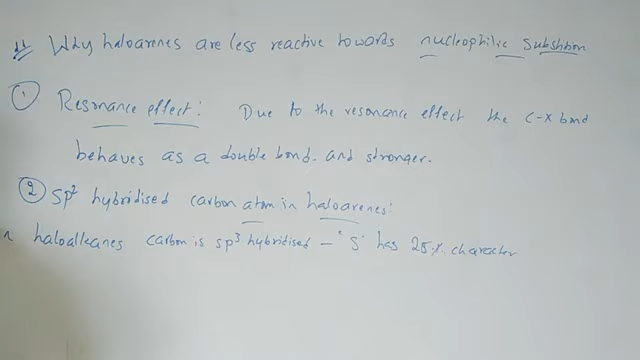 Why haloarenes are less reactive towards nucleophilic substition
① Resonance effect: Due to the resonance effect the C-X bond
behaves as a double bond. and stronger.
② Sp² hybridised carbon atom in haloarenes:
n haloalkanes carbon is sp³ hybridised - 'S' has 25%. character